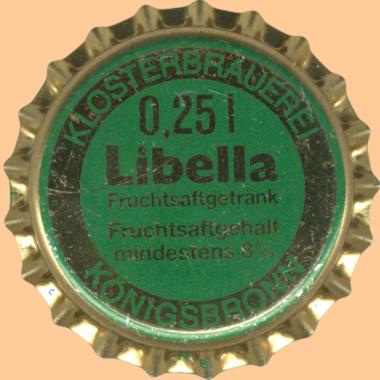 KLOSTERBRAUEREI
0,25 l
Libella
Fruchtsaftgetränk
Fruchtsaftgehalt
mindestens 8%
KÖNIGSBRONN